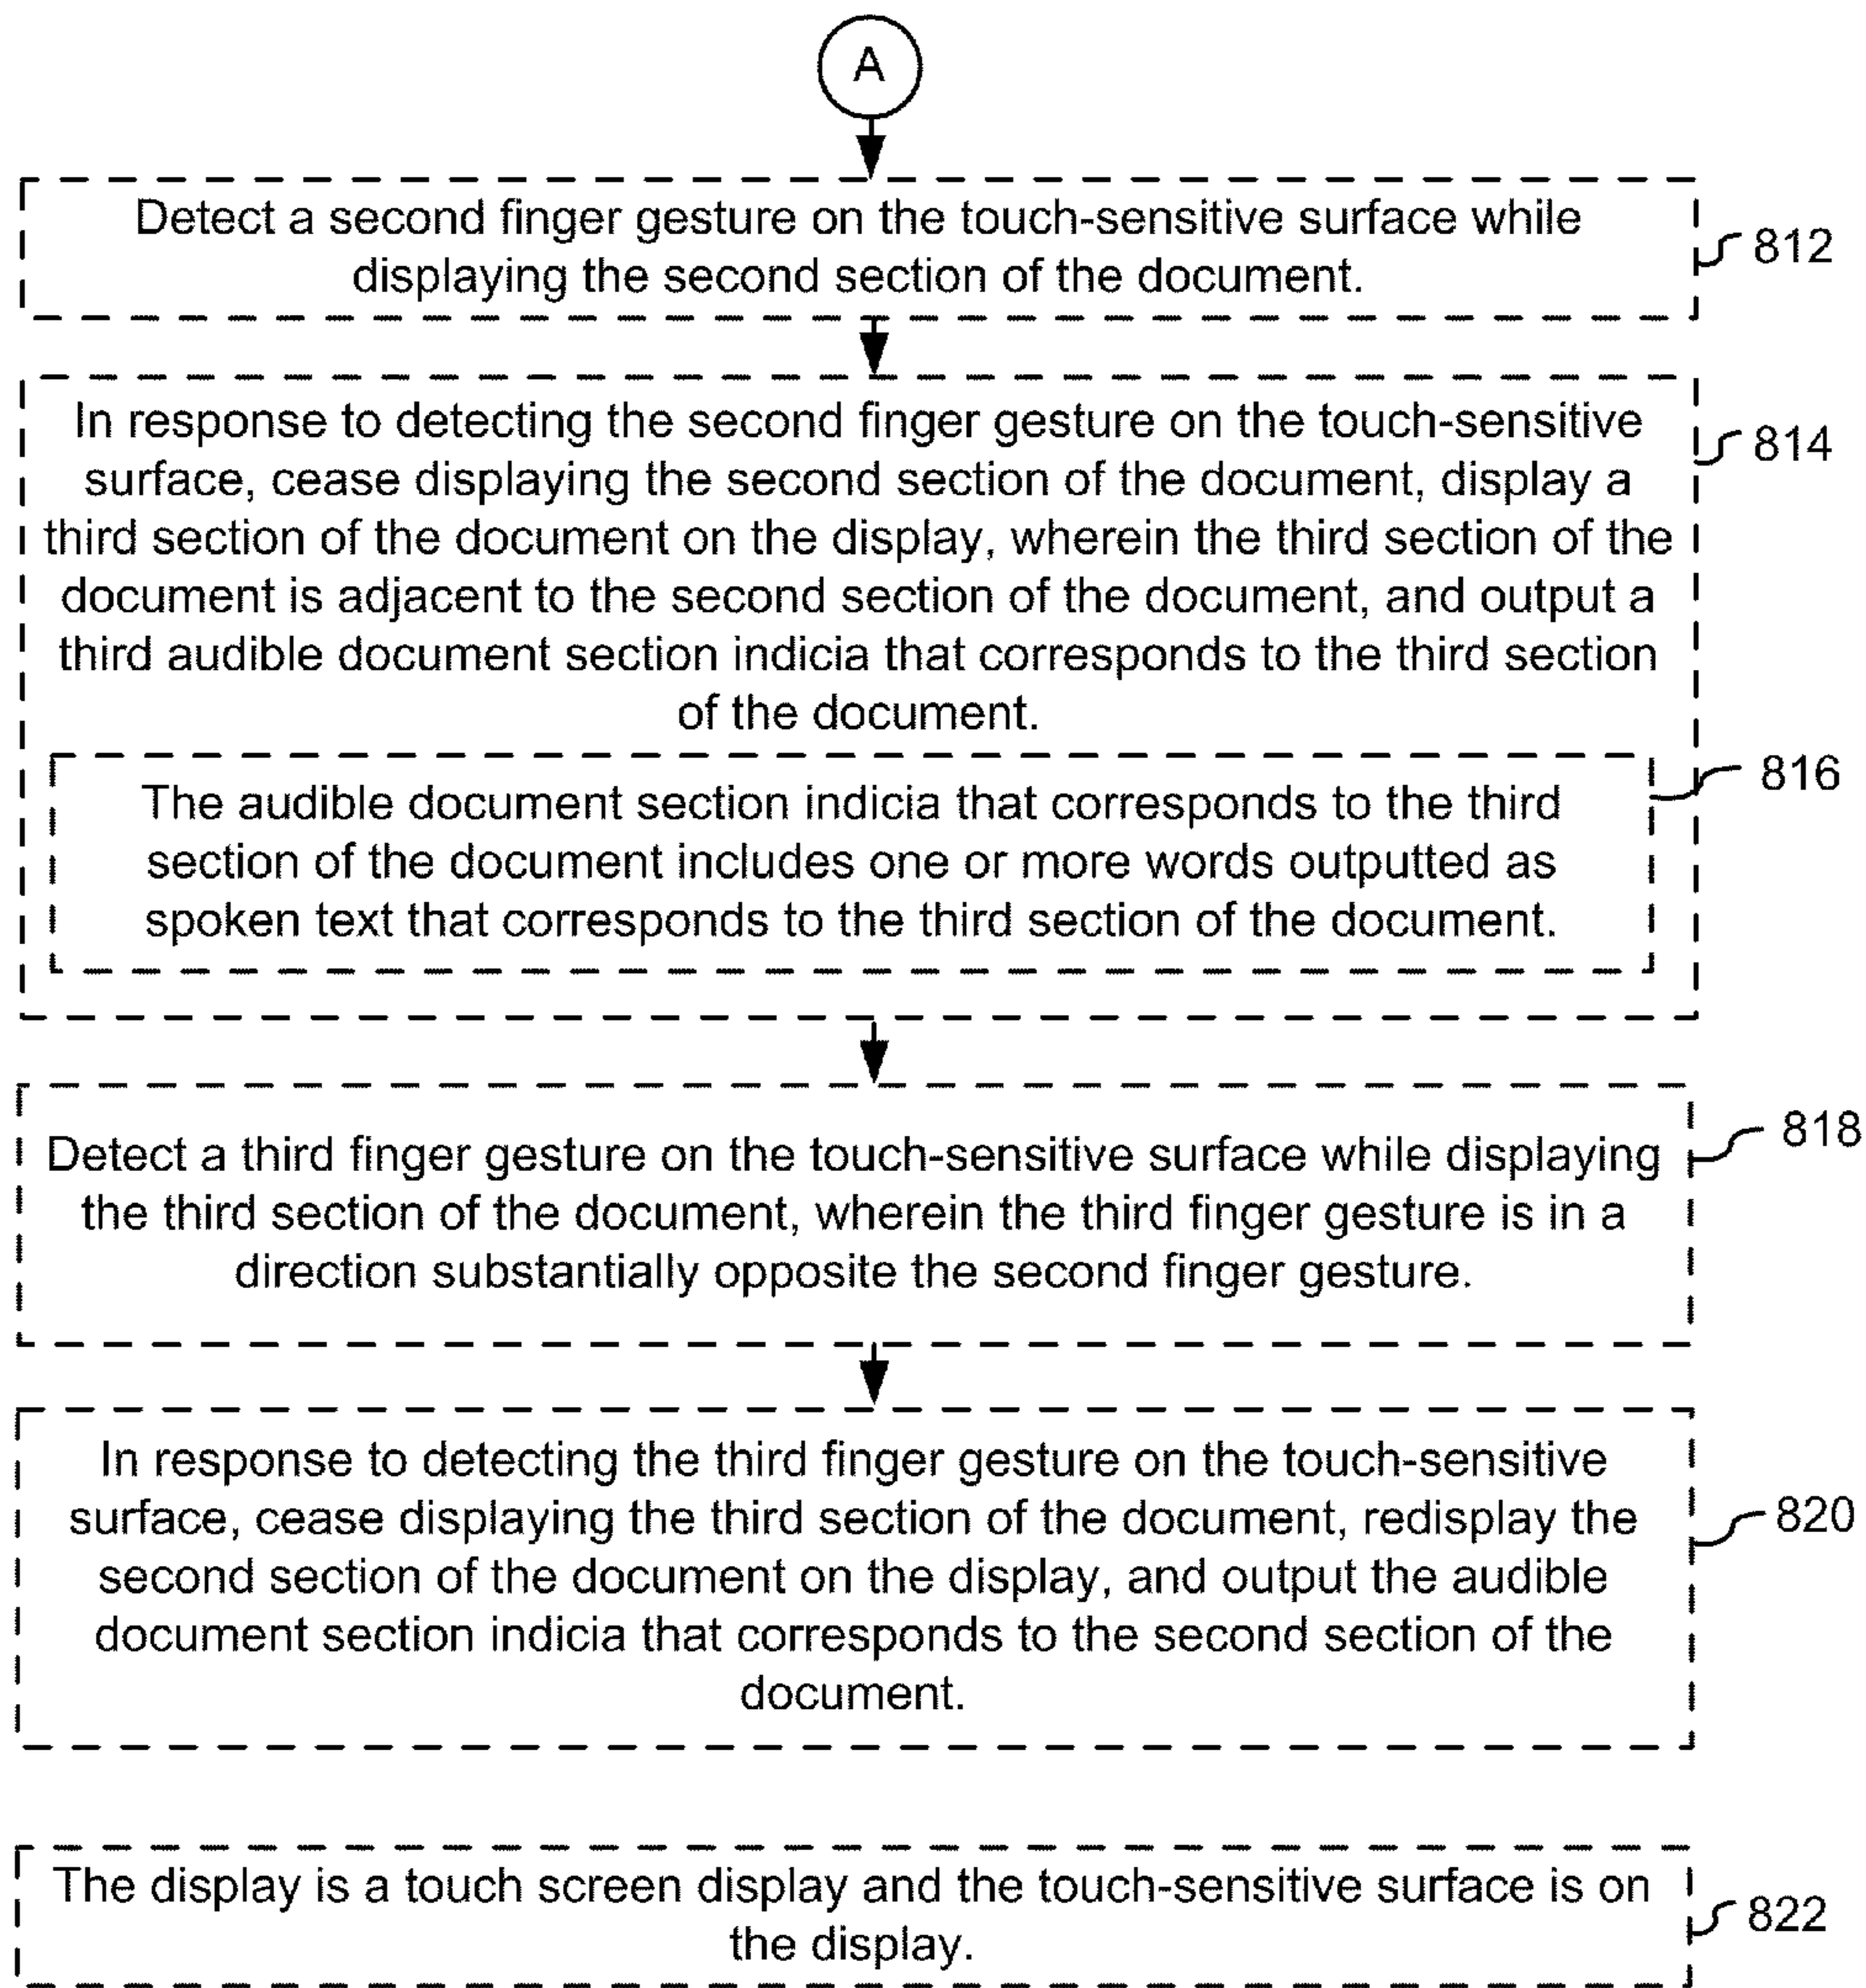 A
Detect a second finger gesture on the touch-sensitive surface while
displaying the second section of the document.
812
In response to detecting the second finger gesture on the touch-sensitive
surface, cease displaying the second section of the document, display a
third section of the document on the display, wherein the third section of the
document is adjacent to the second section of the document, and output a
third audible document section indicia that corresponds to the third section
of the document.
814
The audible document section indicia that corresponds to the third
section of the document includes one or more words outputted as
spoken text that corresponds to the third section of the document.
816
Detect a third finger gesture on the touch-sensitive surface while displaying
the third section of the document, wherein the third finger gesture is in a
direction substantially opposite the second finger gesture.
818
In response to detecting the third finger gesture on the touch-sensitive
surface, cease displaying the third section of the document, redisplay the
second section of the document on the display, and output the audible
document section indicia that corresponds to the second section of the
document.
820
The display is a touch screen display and the touch-sensitive surface is on
the display.
822